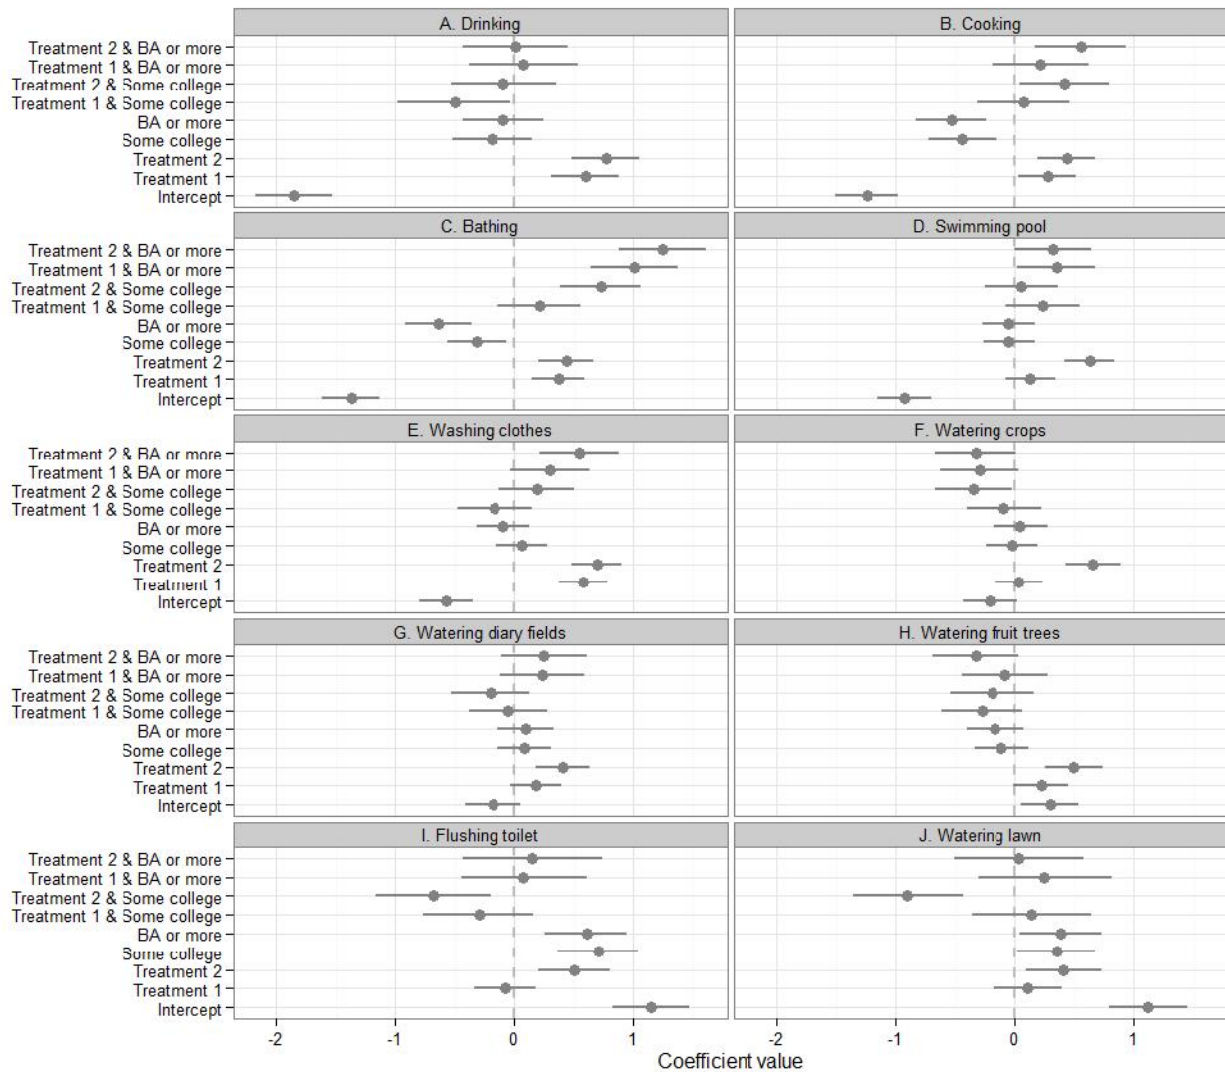 A. Drinking
B. Cooking
Treatment 2 & BA or more
Treatment 1 & BA or more
Treatment 2 & Some college
Treatment 1 & Some college
BA or more
Some college
Treatment 2
Treatment 1
Intercept
C. Bathing
D. Swimming pool
Treatment 2 & BA or more
Treatment 1 & BA or more
Treatment 2 & Some college
Treatment 1 & Some college
BA or more
Some college
Treatment 2
Treatment 1
Intercept
E. Washing clothes
F. Watering crops
Treatment 2 & BA or more
Treatment 1 & BA or more
Treatment 2 & Some college
Treatment 1 & Some college
BA or more
Some college
Treatment 2
Treatment 1
Intercept
G. Watering diary fields
H. Watering fruit trees
Treatment 2 & BA or more
Treatment 1 & BA or more
Treatment 2 & Some college
Treatment 1 & Some college
BA or more
Some college
Treatment 2
Treatment 1
Intercept
I. Flushing toilet
J. Watering lawn
Treatment 2 & BA or more
Treatment 1 & BA or more
Treatment 2 & Some college
Treatment 1 & Some college
BA or more
Some college
Treatment 2
Treatment 1
Intercept
-2 -1 0 1 -2 -1 0 1
Coefficient value